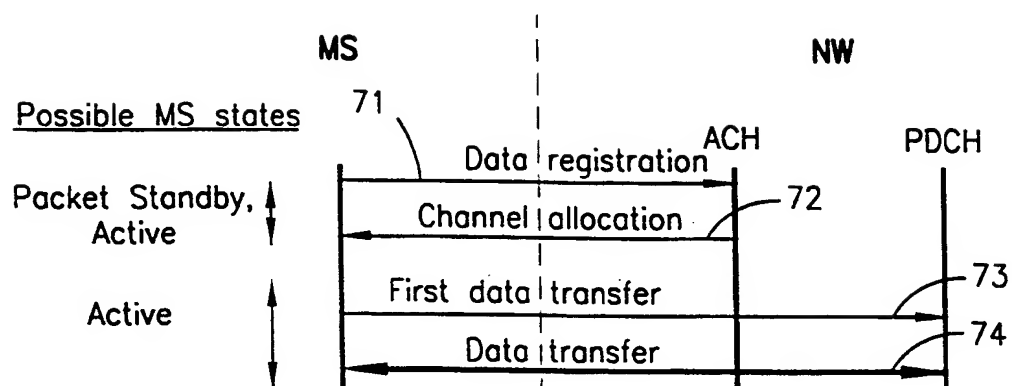 MS NW
71
Possible MS states
ACH PDCH
Data registration
Packet Standby,
Active
72
Channel allocation
First data transfer
73
Active
Data transfer
74